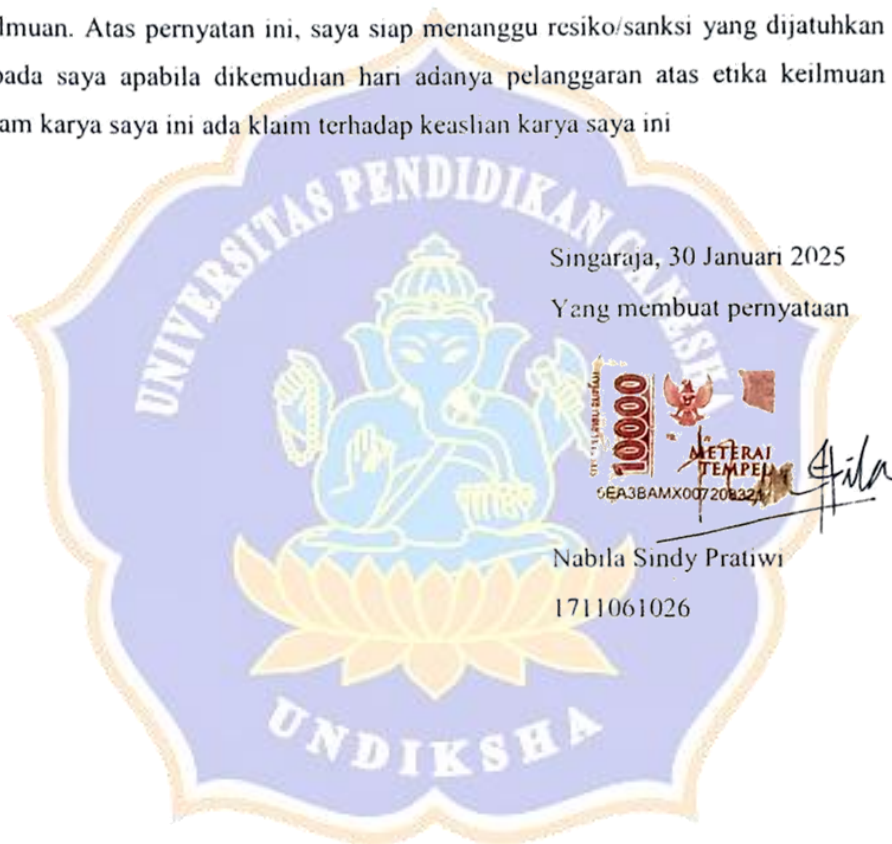 lmuan. Atas pernyatan ini, saya siap menanggu resiko/sanksi yang dijatuhkan
pada saya apabila dikemudian hari adanya pelanggaran atas etika keilmuan
am karya saya ini ada klaim terhadap keaslian karya saya ini
UNIVERSITAS PENDIDIKAN GANESHA
Singaraja, 30 Januari 2025
Yang membuat pernyataan
10000
METERAI
TEMPEL
Nabila Sindy Pratiwi
1711061026
UNDIKSHA